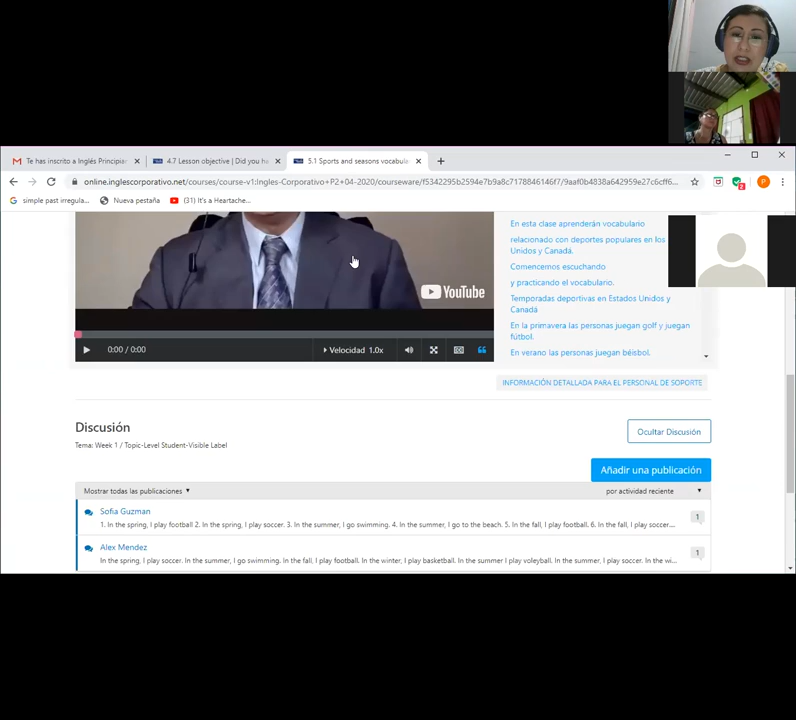 Te has inscrito a Inglés Principian
4.7 Lesson objective | Did you he
5.1 Sports and seasons vocabula
online.inglescorporativo.net/courses/course-v1:Ingles-Corporativo+P2+04-2020/courseware/f5342295b2594e7b9a8c7178846146f7/9aaf0b4838a642959e27c6cff6...
simple past irregula...
Nueva pestaña
(31) It's a Heartache...
P
YouTube
En esta clase aprenderán vocabulario
relacionado con deportes populares en los
Unidos y Canadá.
Comencemos escuchando
y practicando el vocabulario.
Temporadas deportivas en Estados Unidos y
Canadá
En la primavera las personas juegan golf y juegan
fútbol.
En verano las personas juegan béisbol.
0:00 / 0:00
Velocidad 1.0x
INFORMACIÓN DETALLADA PARA EL PERSONAL DE SOPORTE
Discusión
Ocultar Discusión
Tema: Week 1 / Topic-Level Student-Visible Label
Añadir una publicación
Mostrar todas las publicaciones
por actividad reciente
Sofia Guzman
1. In the spring, I play football 2. In the spring, I play soccer. 3. In the summer, I go swimming. 4. In the summer, I go to the beach. 5. In the fall, I play football. 6. In the fall, I play soccer....
1
Alex Mendez
In the spring, I play soccer. In the summer, I go swimming. In the fall, I play football. In the winter, I play basketball. In the summer I play volleyball. In the summer, I play soccer. In the wi...
1